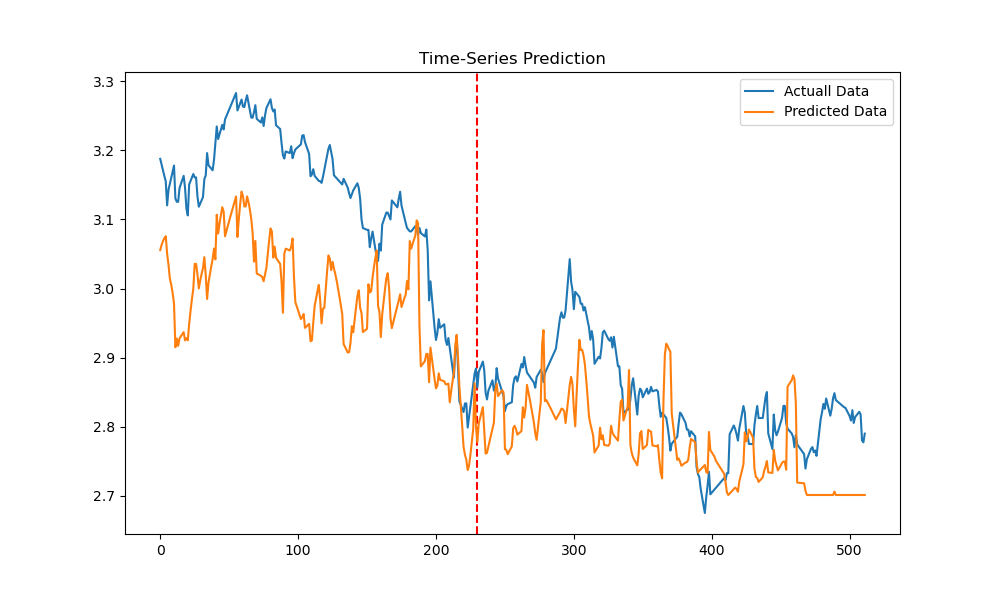 Time-Series Prediction
Actuall Data
Predicted Data
3.3
3.2
3.1
3.0
2.9
2.8
2.7
0 100 200 300 400 500